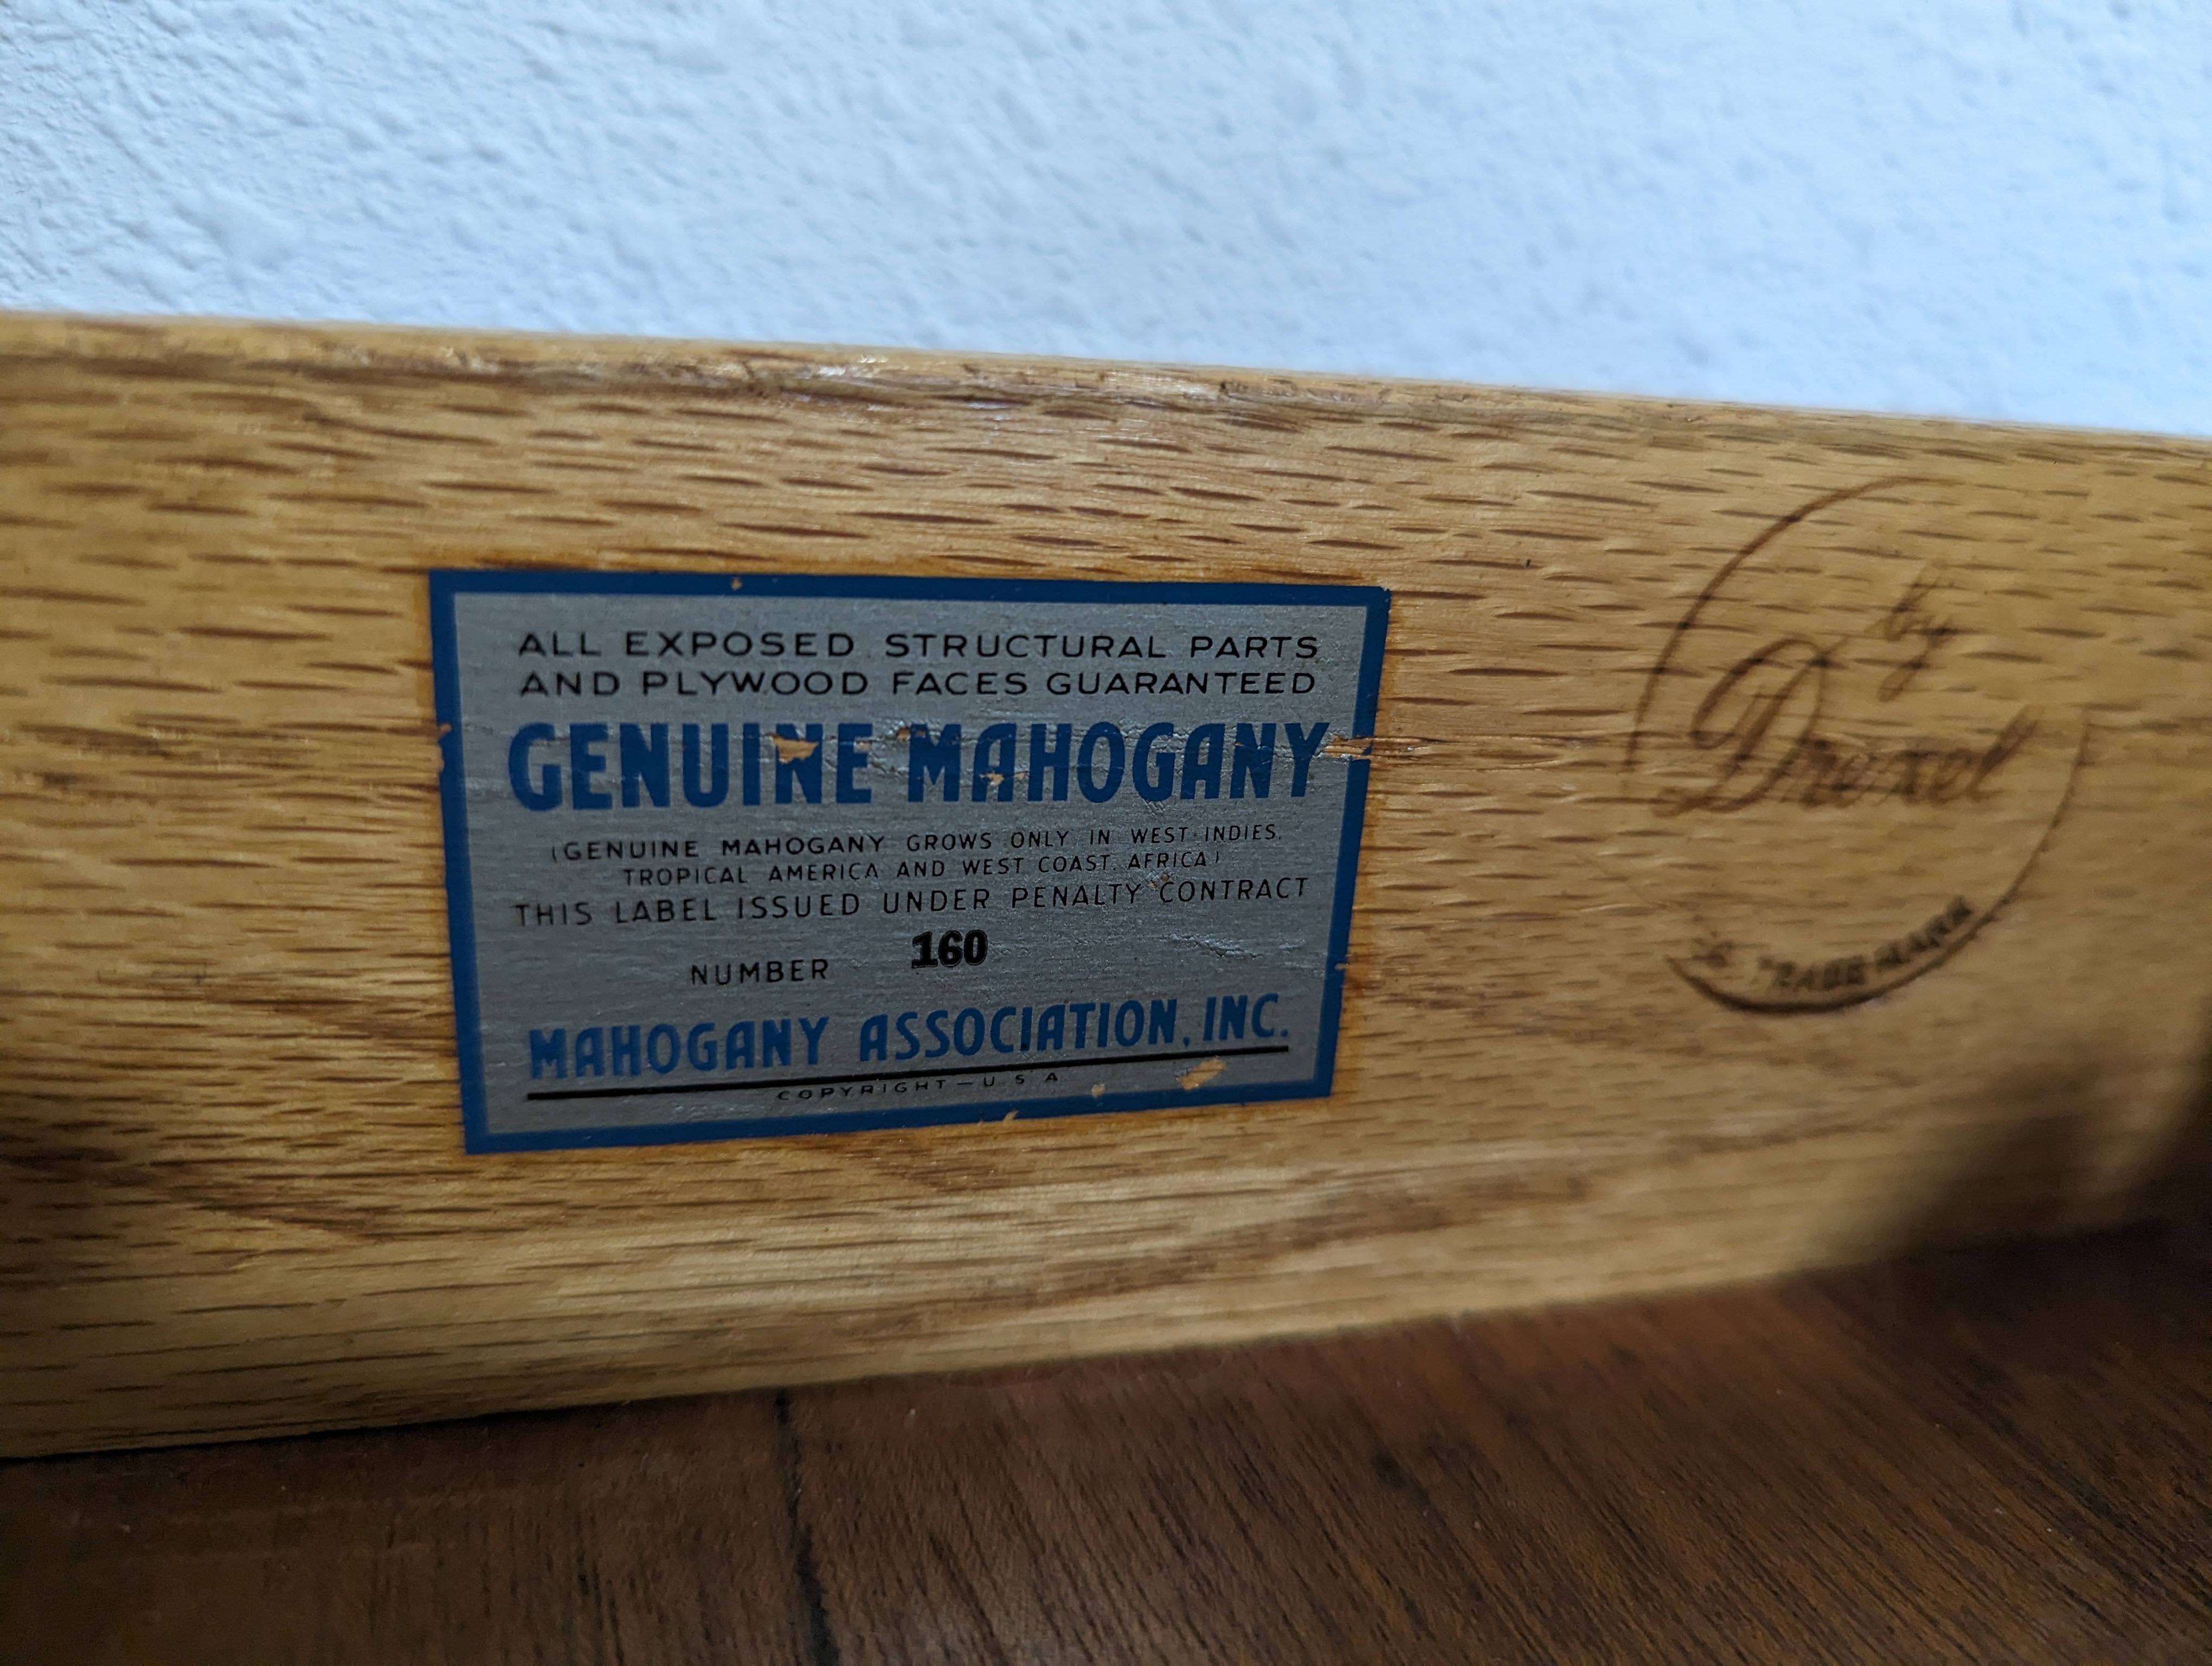 ALL EXPOSED STRUCTURAL PARTS
AND PLYWOOD FACES GUARANTEED
GENUINE MAHOGANY
(GENUINE MAHOGANY GROWS ONLY IN WEST INDIES,
TROPICAL AMERICA AND WEST COAST AFRICA)
THIS LABEL ISSUED UNDER PENALTY CONTRACT
NUMBER 160
MAHOGANY ASSOCIATION, INC.
COPYRIGHT — U S A
by
Drexel
TRADE MARK